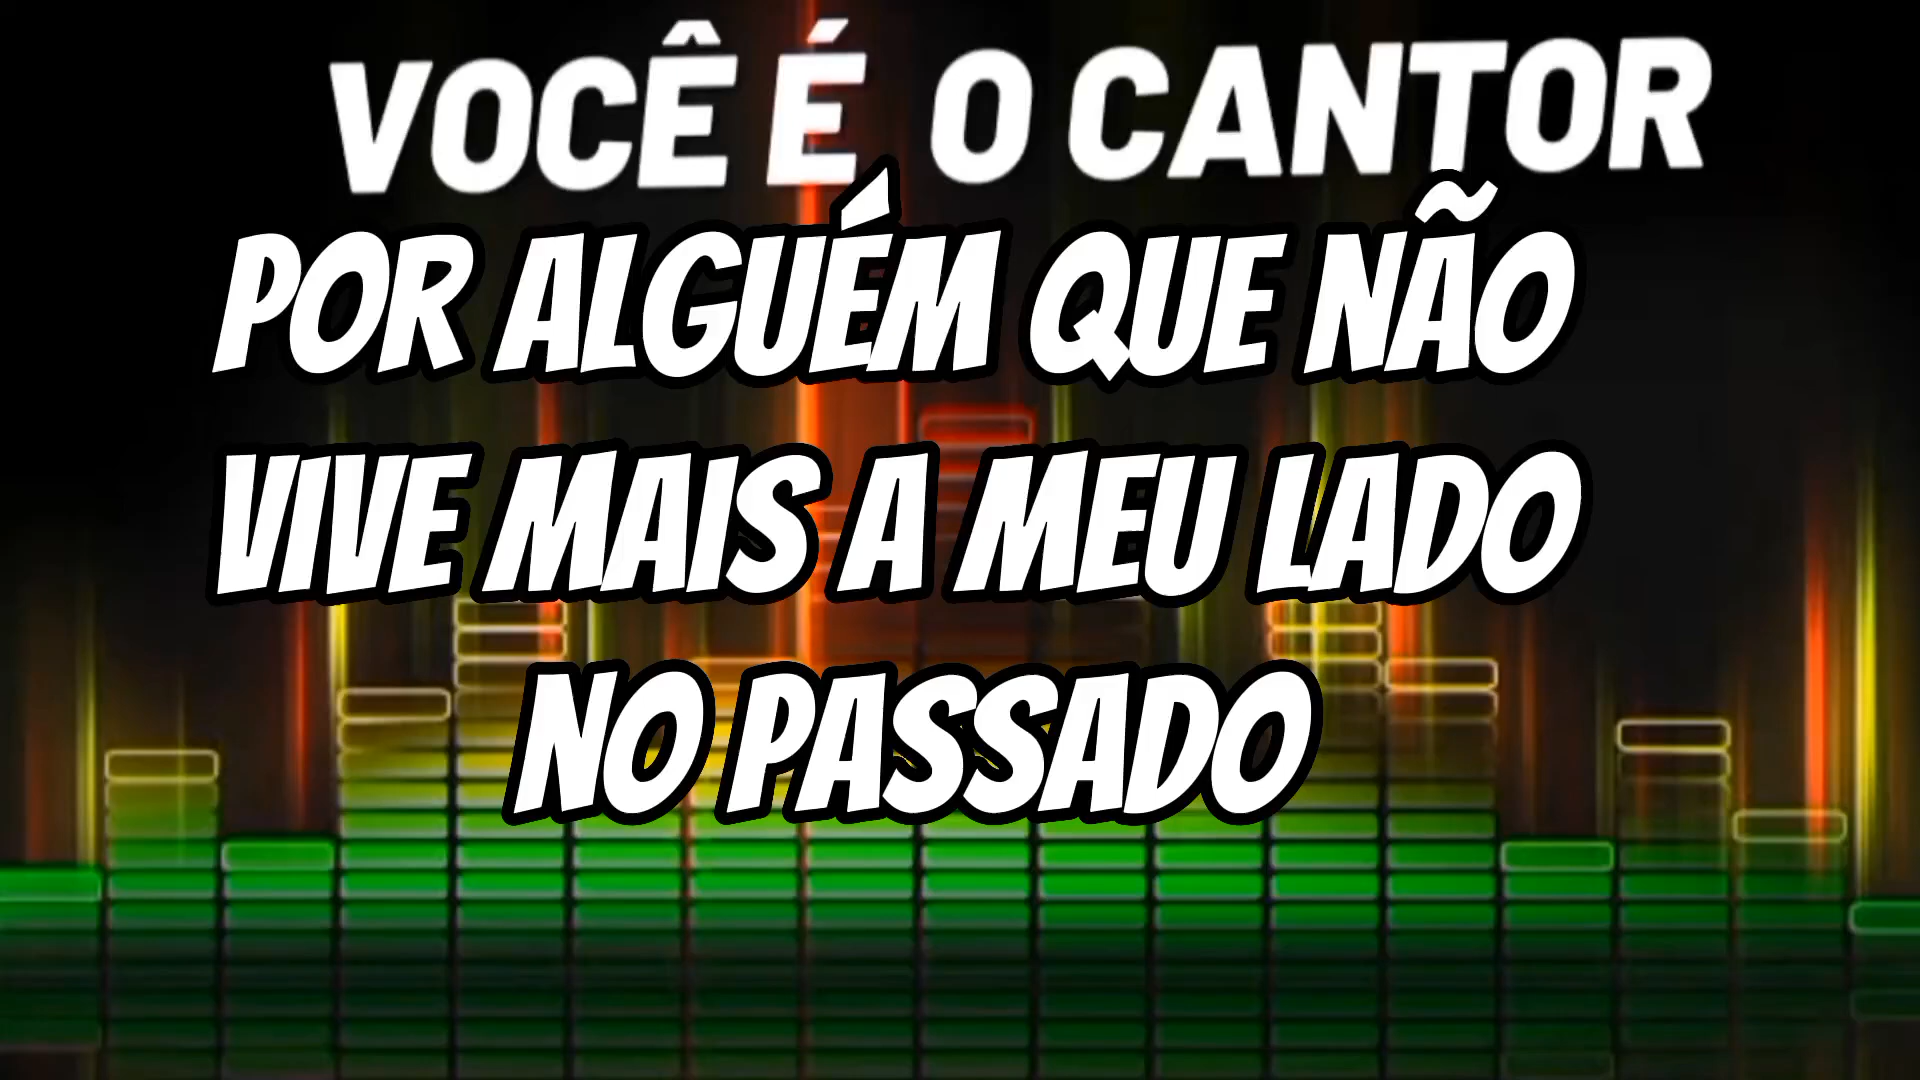 VOCÊ É O CANTOR
POR ALGUÉM QUE NÃO
VIVE MAIS A MEU LADO
NO PASSADO